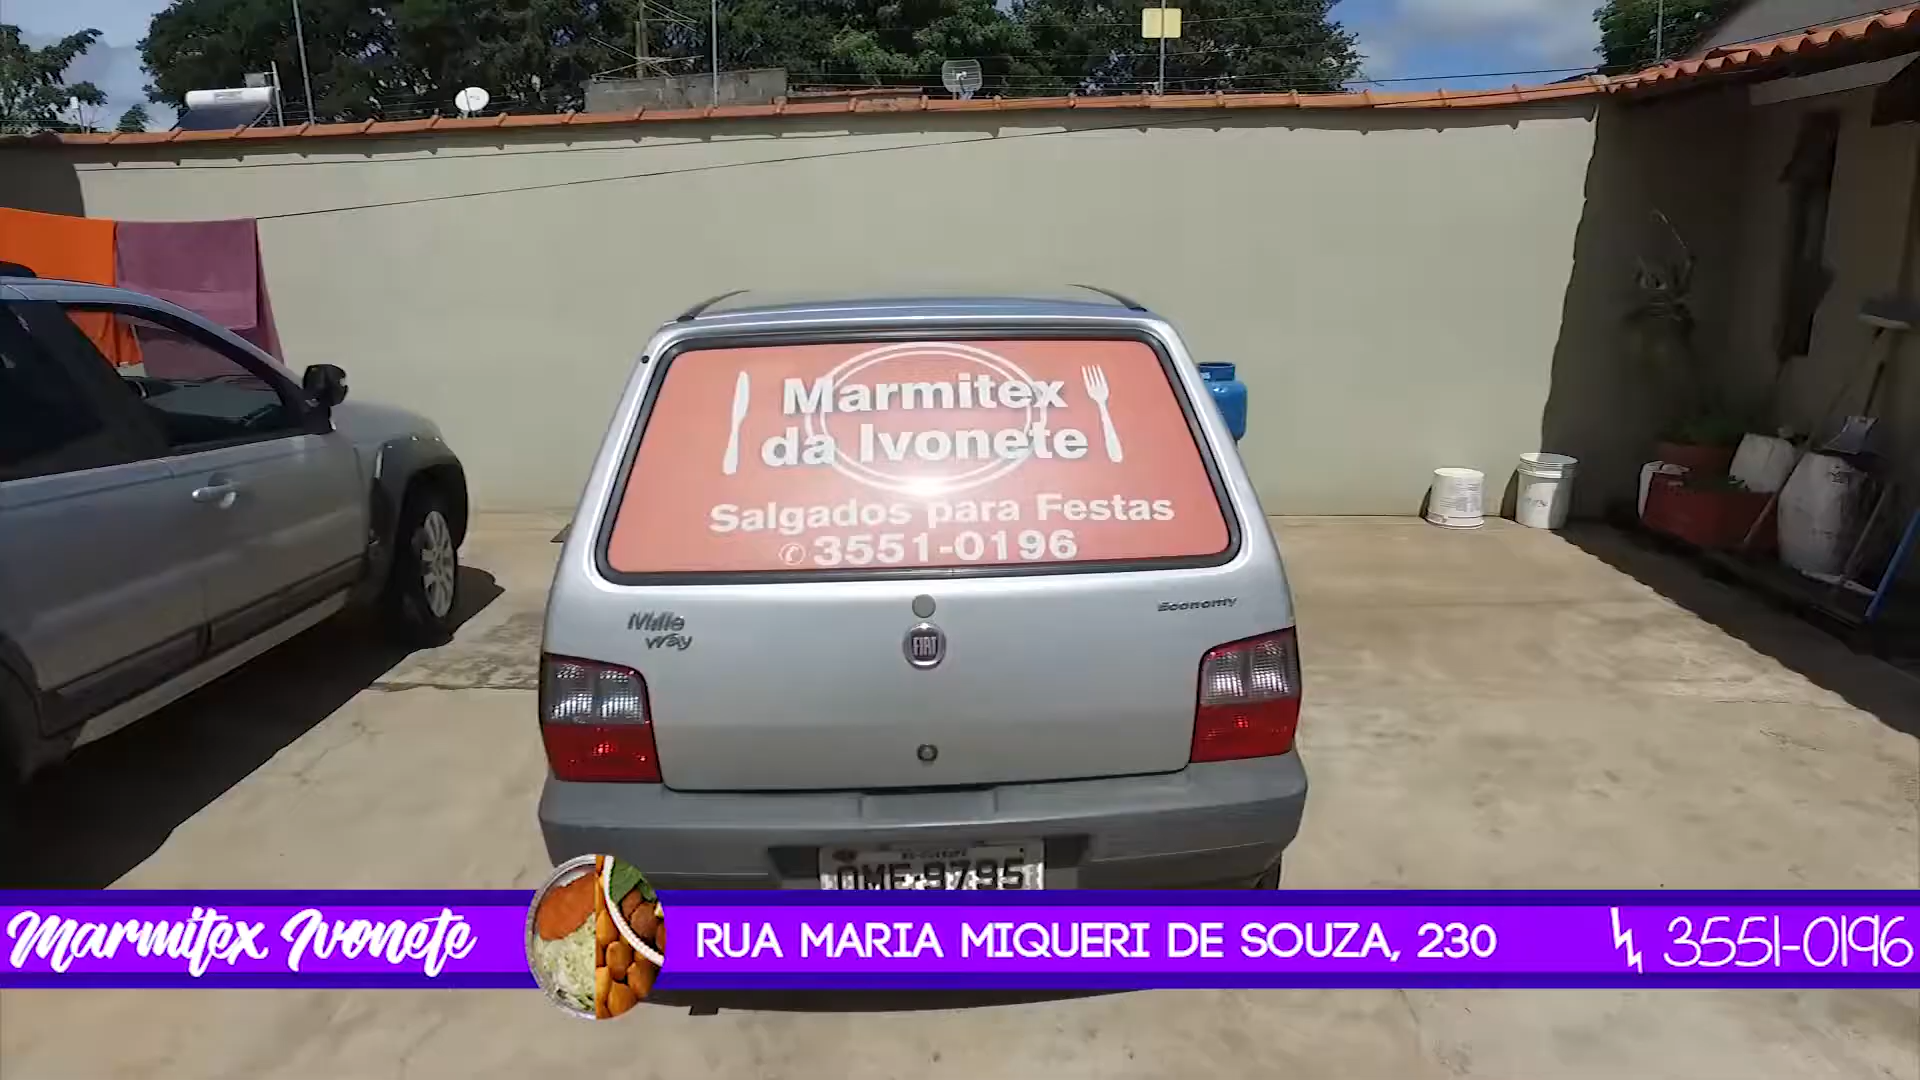 Marmitex
da Ivonete
Salgados para Festas
✆3551-0196
Mille
way
Economy
FIAT
Marmitex Ivonete
RUA MARIA MIQUERI DE SOUZA, 230
3551-0196